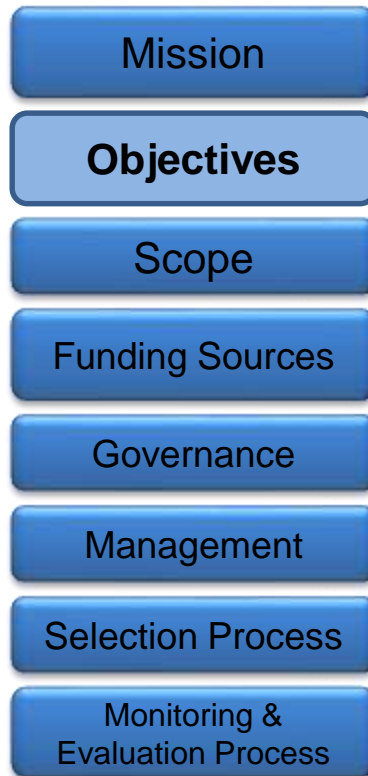 Mission
Objectives
Scope
Funding Sources
Governance
Management
Selection Process
Monitoring &
Evaluation Process